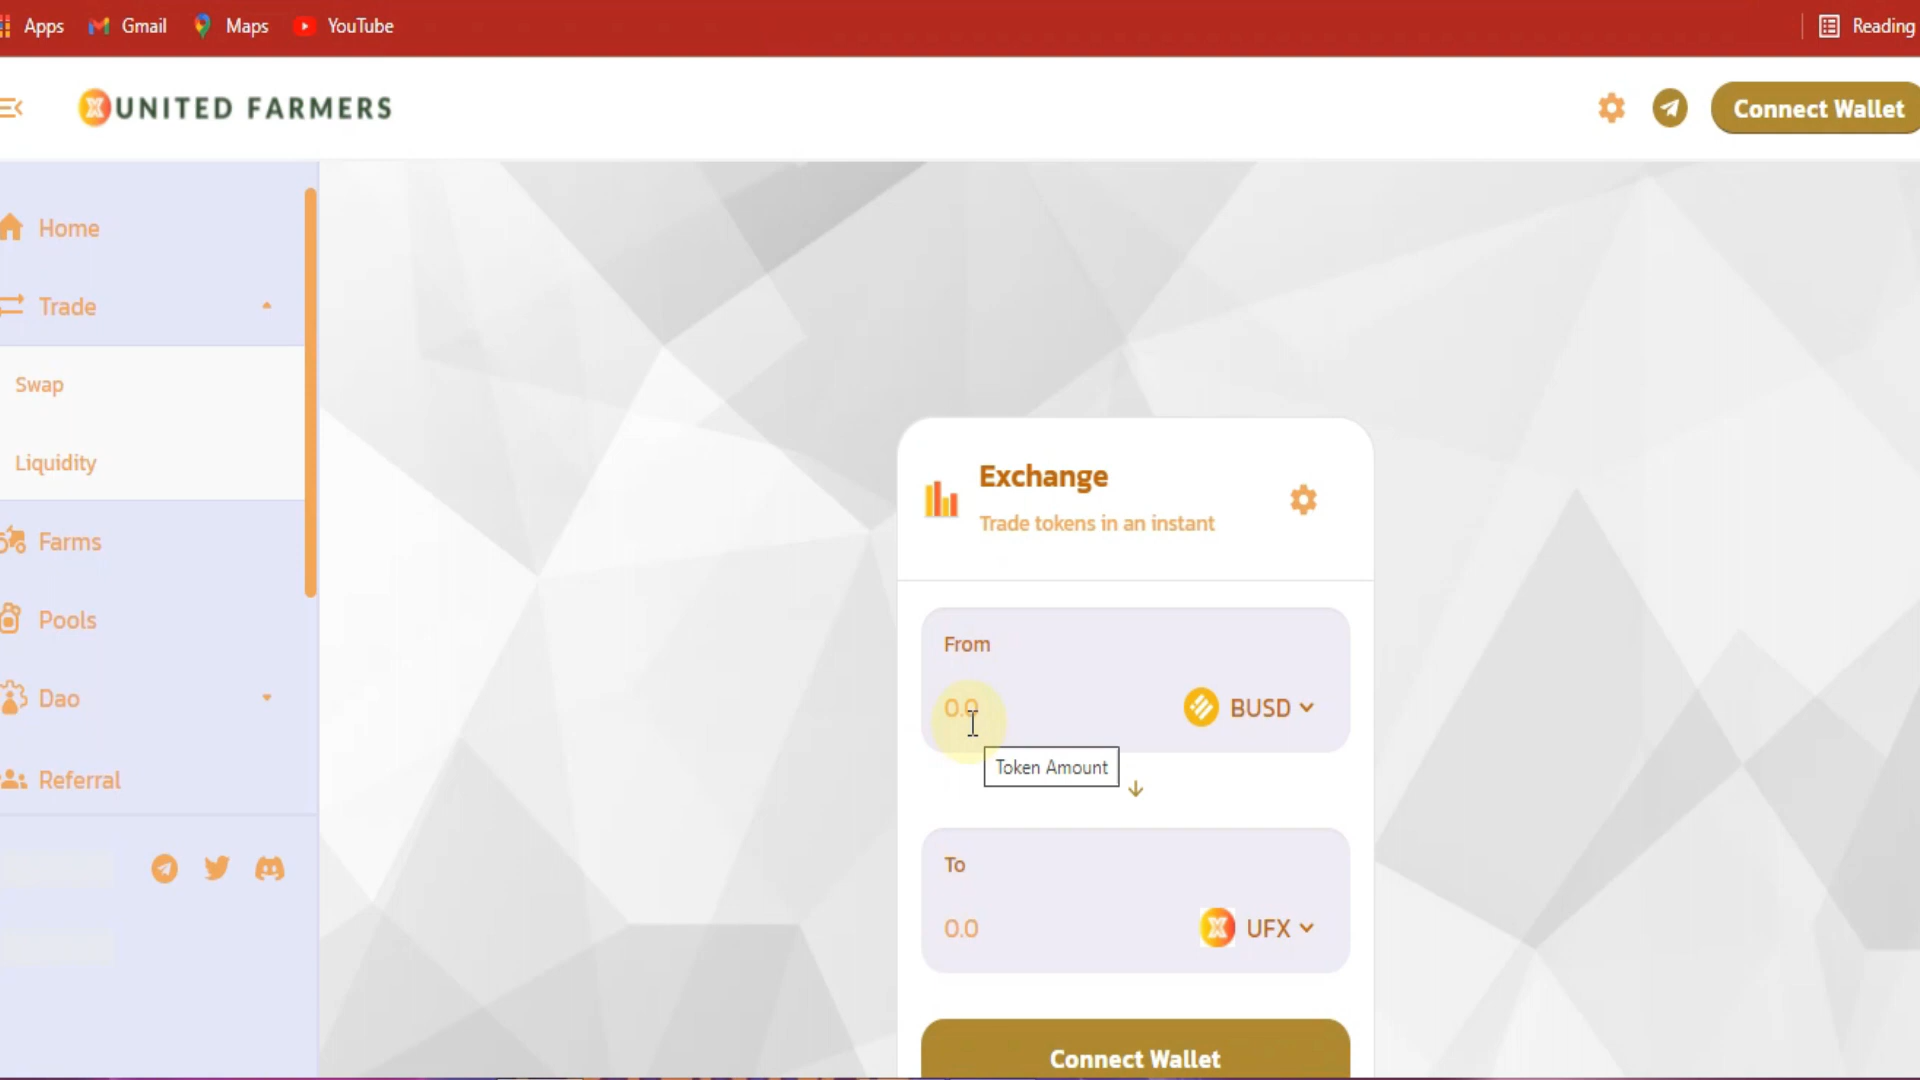 Apps Gmail Maps YouTube Reading
UNITED FARMERS
Connect Wallet
Home
Trade
Swap
Liquidity
Farms
Pools
Dao
Referral
Exchange
Trade tokens in an instant
From
0.0 BUSD
Token Amount
To
0.0 UFX
Connect Wallet